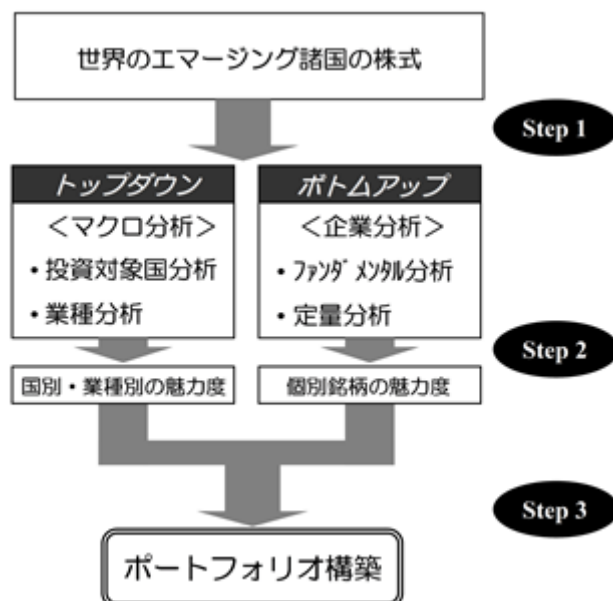 世界のエマージング諸国の株式
Step 1
トップダウン
<マクロ分析>
・投資対象国分析
・業種分析
ボトムアップ
<企業分析>
・ファンダメンタル分析
・定量分析
Step 2
国別・業種別の魅力度
個別銘柄の魅力度
Step 3
ポートフォリオ構築